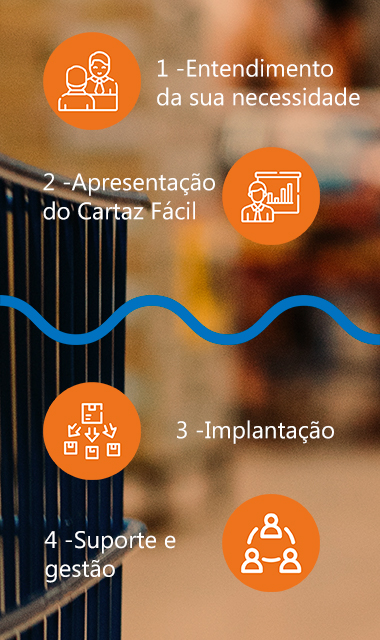 1 -Entendimento
da sua necessidade
2 -Apresentação
do Cartaz Fácil
3 -Implantação
4 -Suporte e
gestão